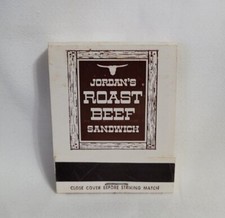 JORDAN'S
ROAST
BEEF
SANDWICH
CLOSE COVER BEFORE STRIKING MATCH